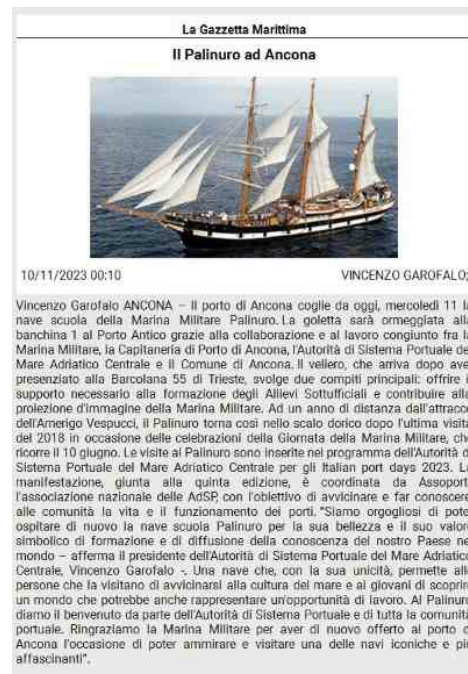 La Gazzetta Marittima
Il Palinuro ad Ancona
10/11/2023 00:10
VINCENZO GAROFALO;
Vincenzo Garofalo ANCONA – Il porto di Ancona coglie da oggi, mercoledì 11 l
nave scuola della Marina Militare Palinuro. La goletta sarà ormeggiata all
banchina 1 al Porto Antico grazie alla collaborazione e al lavoro congiunto fra l
Marina Militare, la Capitaneria di Porto di Ancona, l'Autorità di Sistema Portuale de
Mare Adriatico Centrale e il Comune di Ancona. Il veliero, che arriva dopo ave
presenziato alla Barcolana 55 di Trieste, svolge due compiti principali: offrire i
supporto necessario alla formazione degli Allievi Sottufficiali e contribuire alla
proiezione d'immagine della Marina Militare. Ad un anno di distanza dall'attracc
dell'Amerigo Vespucci, il Palinuro torna così nello scalo dorico dopo l'ultima visita
del 2018 in occasione delle celebrazioni della Giornata della Marina Militare, che
ricorre il 10 giugno. Le visite al Palinuro sono inserite nel programma dell'Autorità d
Sistema Portuale del Mare Adriatico Centrale per gli Italian port days 2023. La
manifestazione, giunta alla quinta edizione, è coordinata da Assoport
l'associazione nazionale delle AdSP, con l'obiettivo di avvicinare e far conoscere
alle comunità la vita e il funzionamento dei porti. "Siamo orgogliosi di pote
ospitare di nuovo la nave scuola Palinuro per la sua bellezza e il suo valore
simbolico di formazione e di diffusione della conoscenza del nostro Paese ne
mondo – afferma il presidente dell'Autorità di Sistema Portuale del Mare Adriatico
Centrale, Vincenzo Garofalo -. Una nave che, con la sua unicità, permette all
persone che la visitano di avvicinarsi alla cultura del mare e ai giovani di scoprir
un mondo che potrebbe anche rappresentare un'opportunità di lavoro. Al Palinuro
diamo il benvenuto da parte dell'Autorità di Sistema Portuale e di tutta la comunità
portuale. Ringraziamo la Marina Militare per aver di nuovo offerto al porto d
Ancona l'occasione di poter ammirare e visitare una delle navi iconiche e pi
affascinanti".